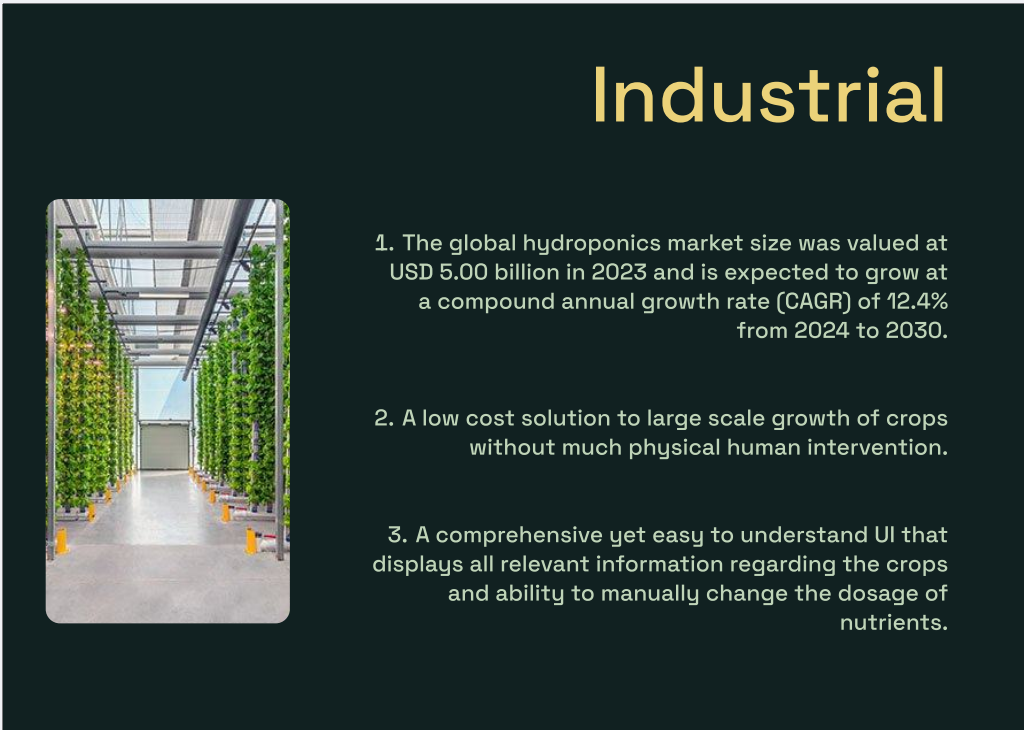 Industrial
1. The global hydroponics market size was valued at
USD 5.00 billion in 2023 and is expected to grow at
a compound annual growth rate (CAGR) of 12.4%
from 2024 to 2030.
2. A low cost solution to large scale growth of crops
without much physical human intervention.
3. A comprehensive yet easy to understand UI that
displays all relevant information regarding the crops
and ability to manually change the dosage of
nutrients.